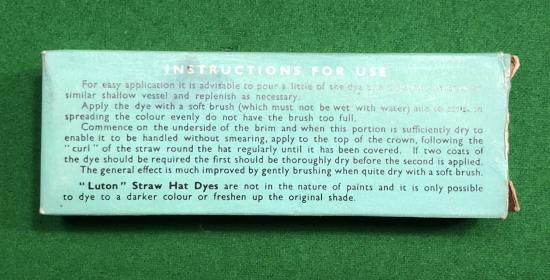 INSTRUCTIONS FOR USE
For easy application it is advisable to pour a little of the dye
similar shallow vessel and replenish as necessary.
Apply the dye with a soft brush (which must not be wet with water) and to
spreading the colour evenly do not have the brush too full.
Commence on the underside of the brim and when this portion is sufficiently dry to
enable it to be handled without smearing, apply to the top of the crown, following the
"curl" of the straw round the hat regularly until it has been covered. If two coats of
the dye should be required the first should be thoroughly dry before the second is applied.
The general effect is much improved by gently brushing when quite dry with a soft brush.
"Luton" Straw Hat Dyes are not in the nature of paints and it is only possible
to dye to a darker colour or freshen up the original shade.